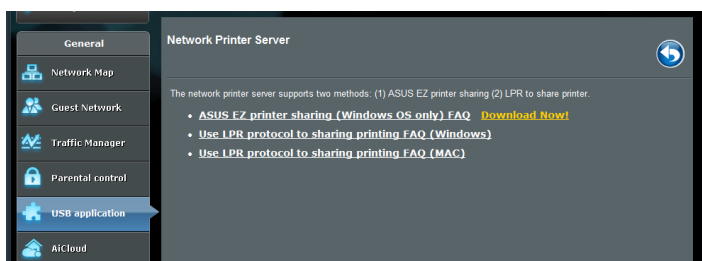 General
Network Map
Guest Network
Traffic Manager
Parental control
USB application
AiCloud
Network Printer Server
The network printer server supports two methods: (1) ASUS EZ printer sharing (2) LPR to share printer.
ASUS EZ printer sharing (Windows OS only) FAQ Download Now!
Use LPR protocol to sharing printing FAQ (Windows)
Use LPR protocol to sharing printing FAQ (MAC)